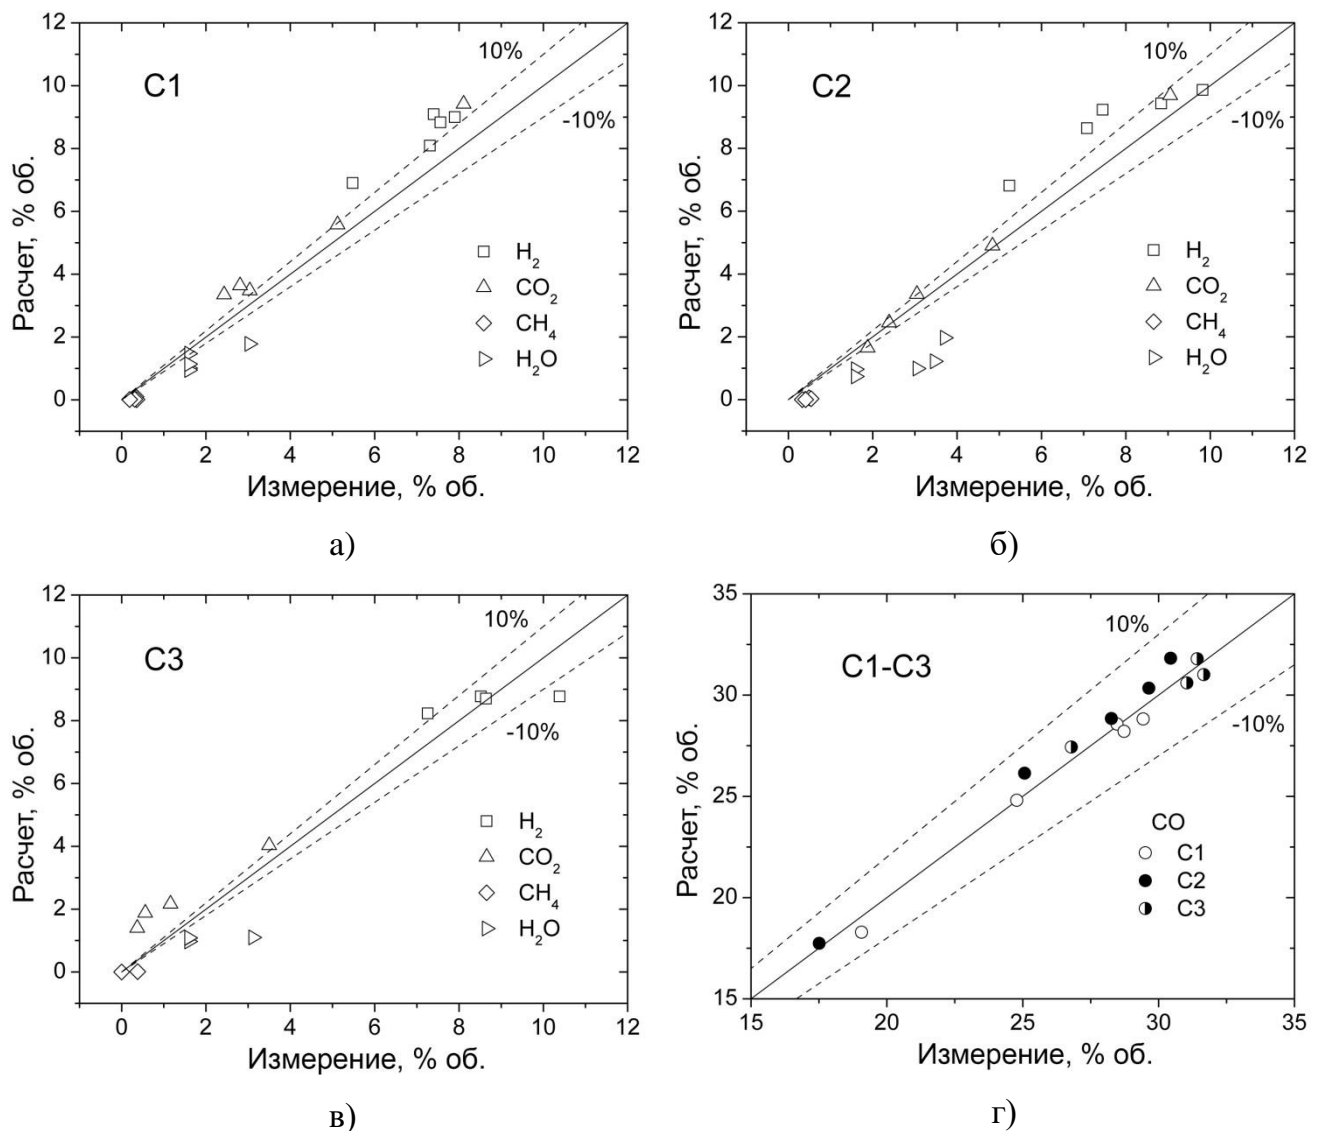 C1
10%
-10%
H2
CO2
CH4
H2O
12
10
8
6
4
2
0
0 2 4 6 8 10 12
Расчет, % об.
Измерение, % об.
а)
C2
10%
-10%
H2
CO2
CH4
H2O
12
10
8
6
4
2
0
0 2 4 6 8 10 12
Расчет, % об.
Измерение, % об.
б)
C3
10%
-10%
H2
CO2
CH4
H2O
12
10
8
6
4
2
0
0 2 4 6 8 10 12
Расчет, % об.
Измерение, % об.
в)
C1-C3
10%
-10%
CO
C1
C2
C3
35
30
25
20
15
15 20 25 30 35
Расчет, % об.
Измерение, % об.
г)